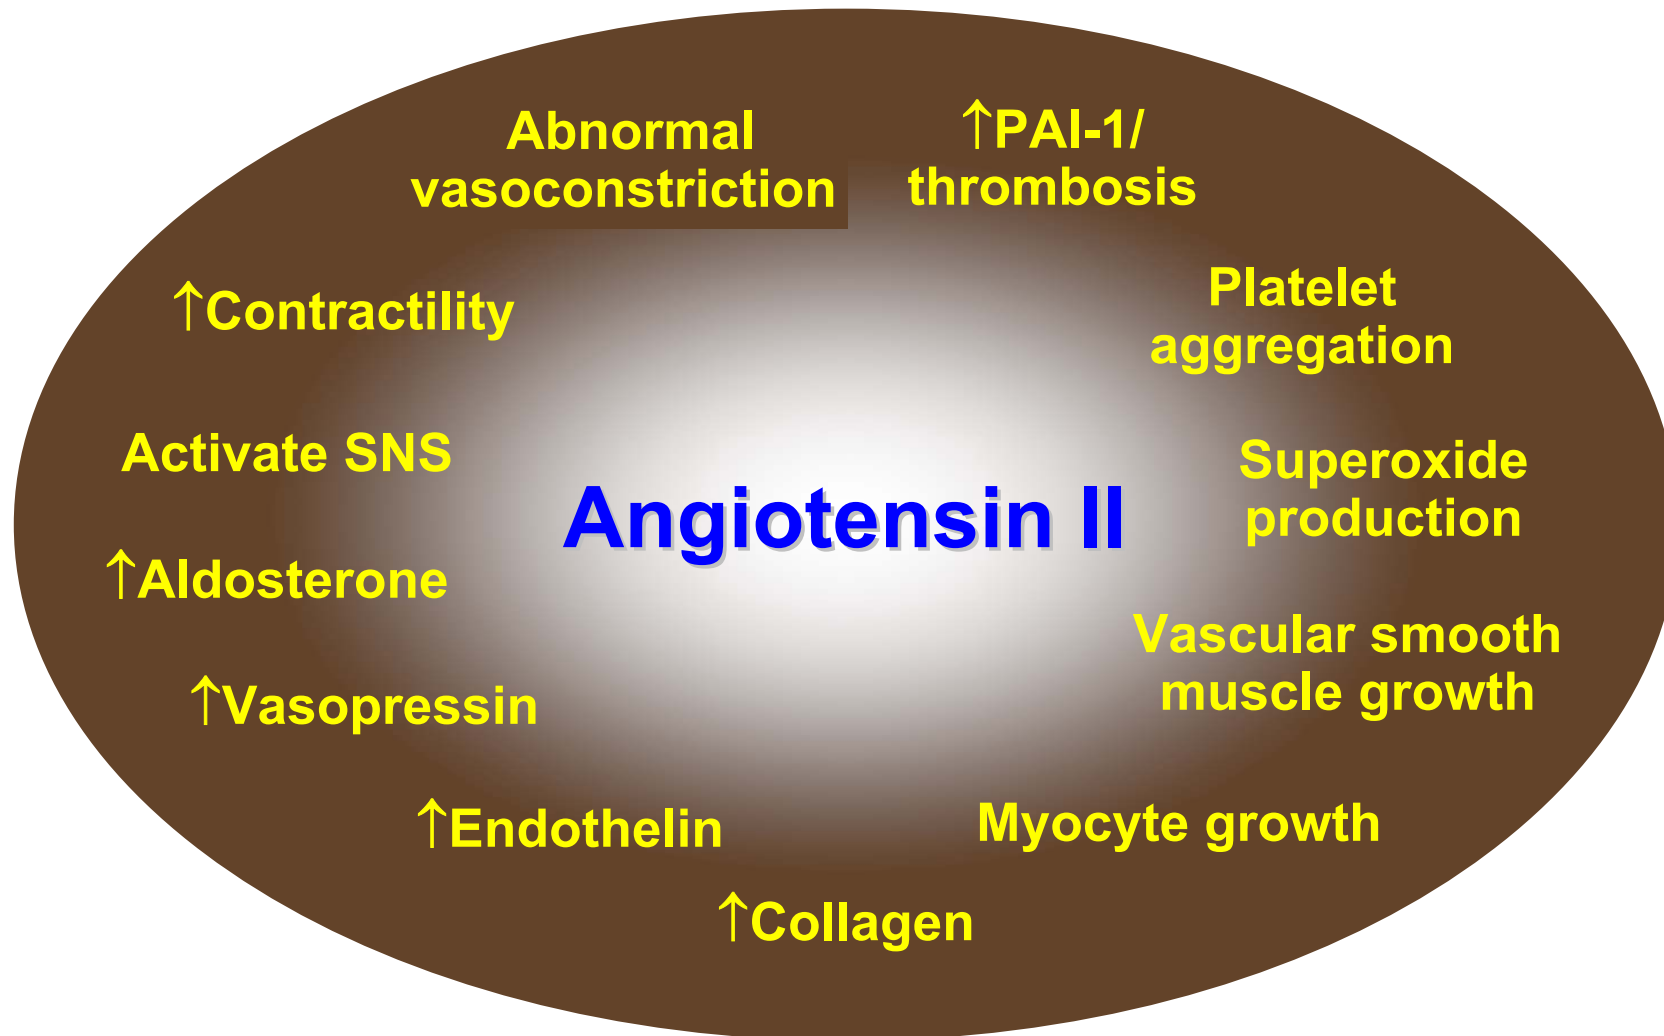 Abnormal
vasoconstriction
↑PAI-1/
thrombosis
↑Contractility
Platelet
aggregation
Activate SNS
Superoxide
production
Angiotensin II
↑Aldosterone
Vascular smooth
muscle growth
↑Vasopressin
↑Endothelin
Myocyte growth
↑Collagen